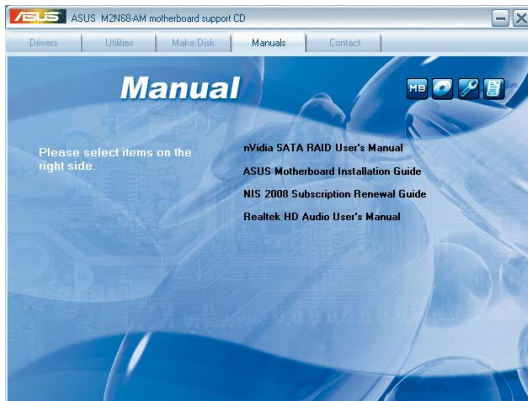 ASUS M2N68-AM motherboard support CD
Drivers
Utilities
Make Disk
Manuals
Contact
Manual
MB
Please select items on the
right side.
nVidia SATA RAID User's Manual
ASUS Motherboard Installation Guide
NIS 2008 Subscription Renewal Guide
Realtek HD Audio User's Manual